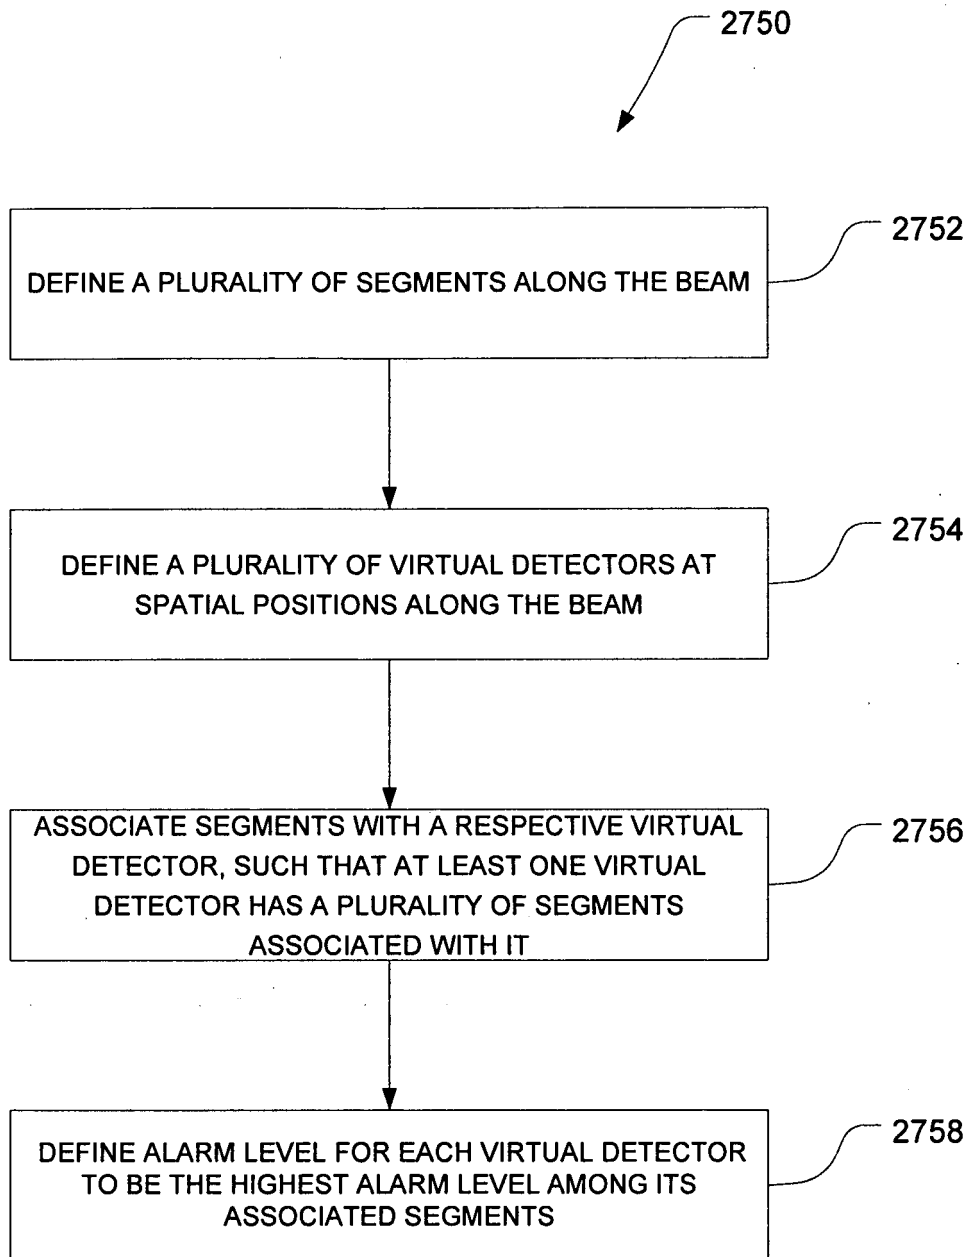 2750
2752
DEFINE A PLURALITY OF SEGMENTS ALONG THE BEAM
2754
DEFINE A PLURALITY OF VIRTUAL DETECTORS AT
SPATIAL POSITIONS ALONG THE BEAM
2756
ASSOCIATE SEGMENTS WITH A RESPECTIVE VIRTUAL
DETECTOR, SUCH THAT AT LEAST ONE VIRTUAL
DETECTOR HAS A PLURALITY OF SEGMENTS
ASSOCIATED WITH IT
2758
DEFINE ALARM LEVEL FOR EACH VIRTUAL DETECTOR
TO BE THE HIGHEST ALARM LEVEL AMONG ITS
ASSOCIATED SEGMENTS